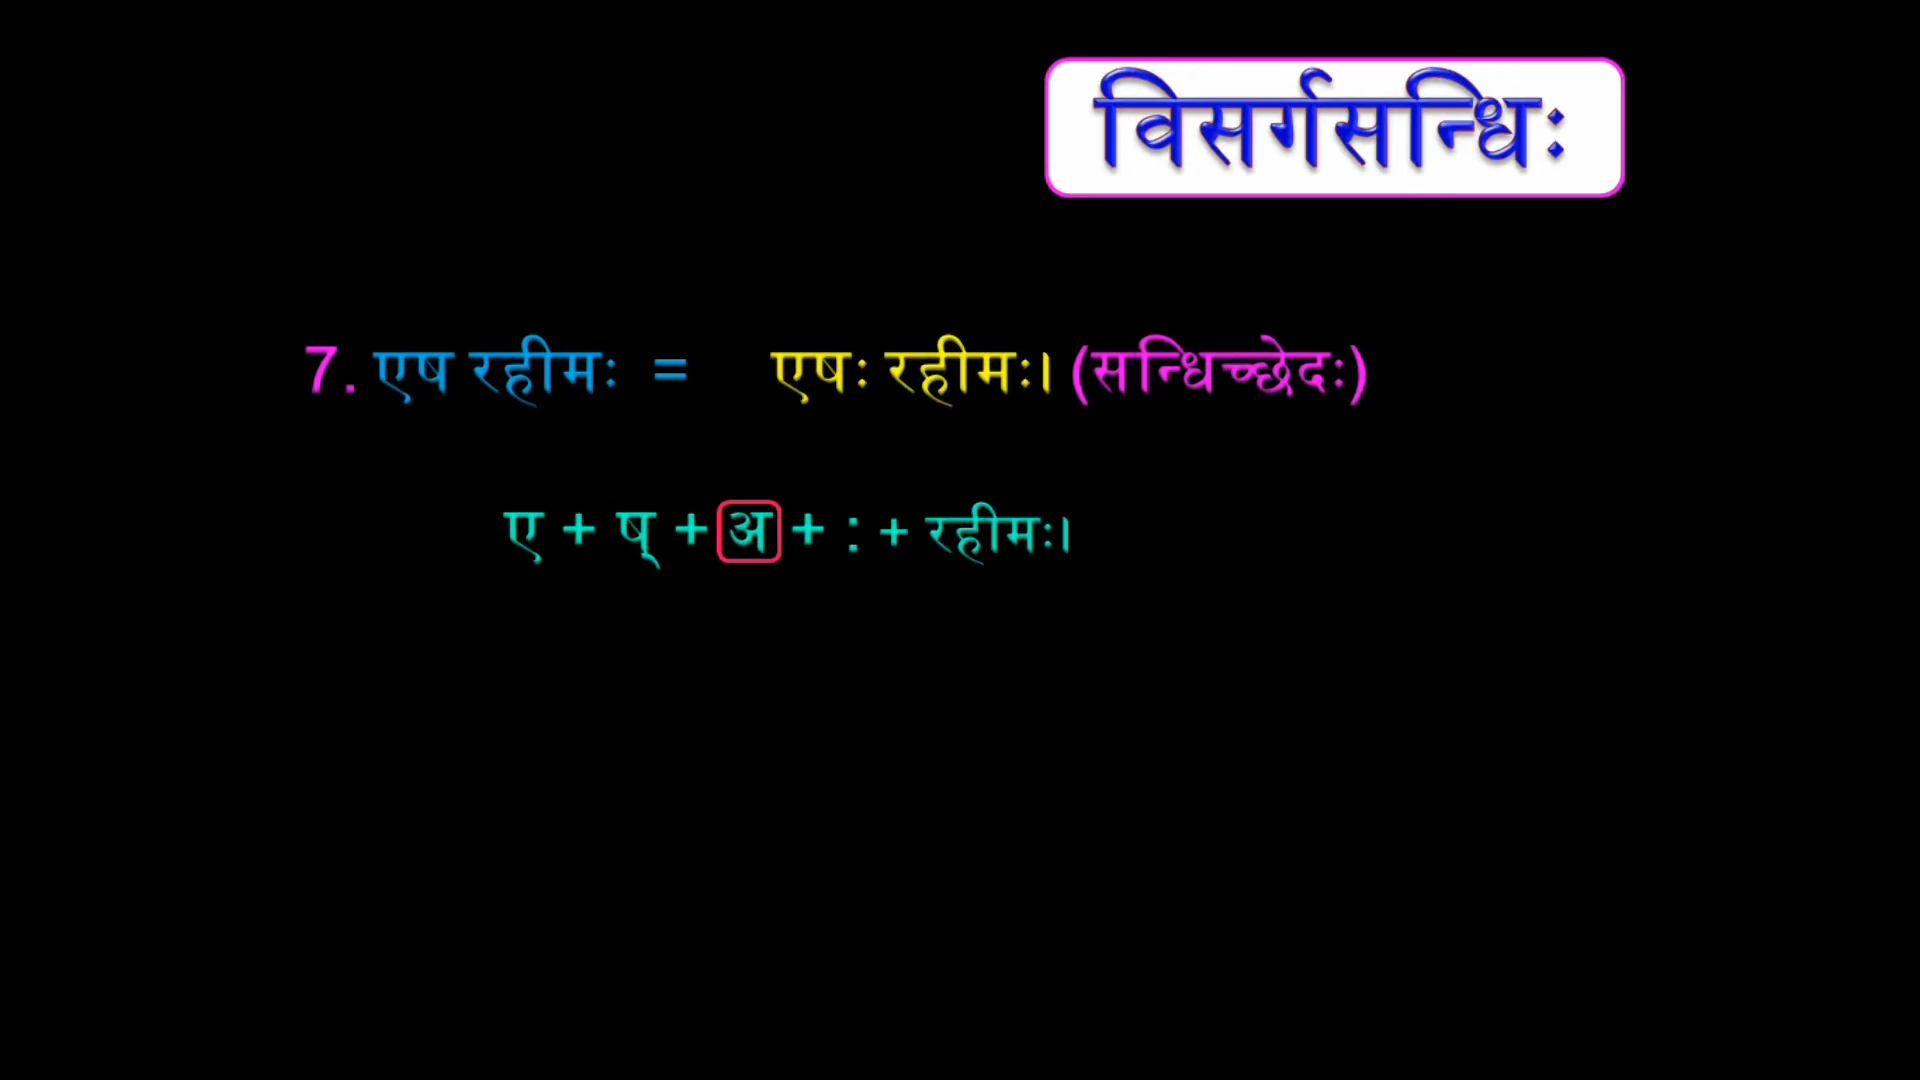 विसर्गसन्धिः
7. एष रहीमः = एषः रहीमः। (सन्धिच्छेदः)
ए + ष् + अ + : + रहीमः।